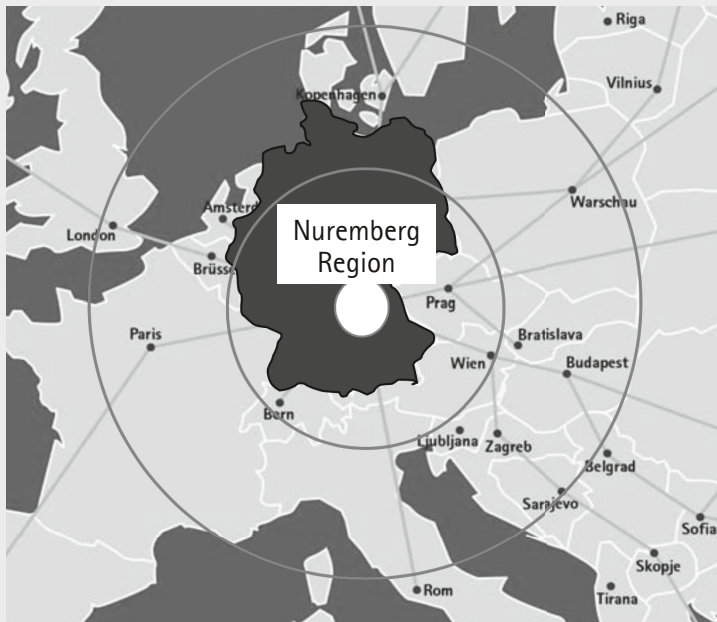 Riga
Vilnius
Kopenhagen
Warschau
Amsterd
London
Nuremberg
Region
Brüsse
Prag
Paris
Bratislava
Wien
Budapest
Bern
Ljubljana
Zagreb
Belgrad
Sarajevo
Sofia
Skopje
Rom
Tirana